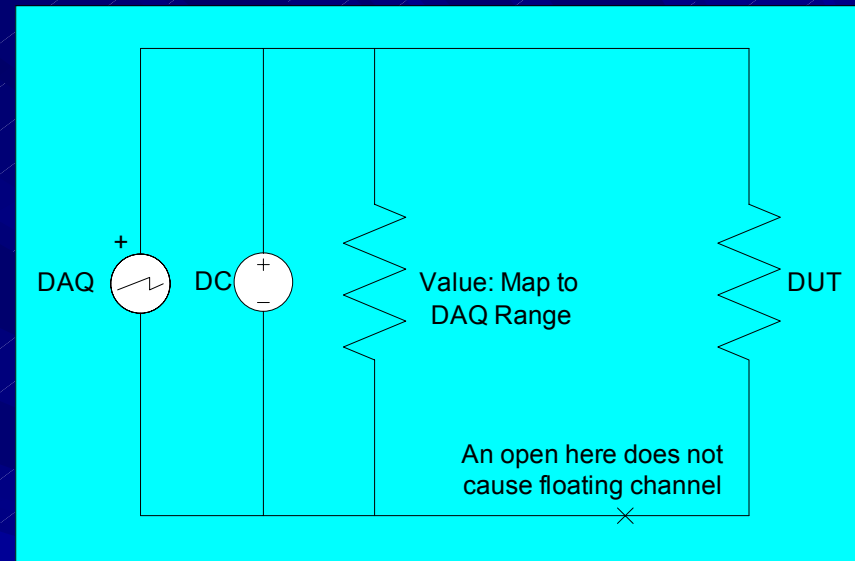 +
DAQ
DC
+
−
Value: Map to
DAQ Range
DUT
An open here does not
cause floating channel